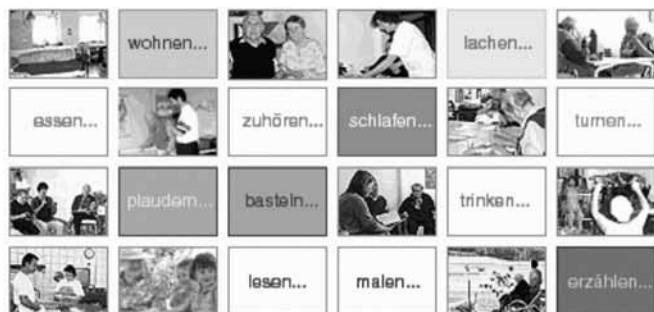 wohnen...
lachen...
essen...
zuhören...
schlafen...
turnen...
plaudern...
basteln...
trinken...
lesen...
malen...
erzählen...